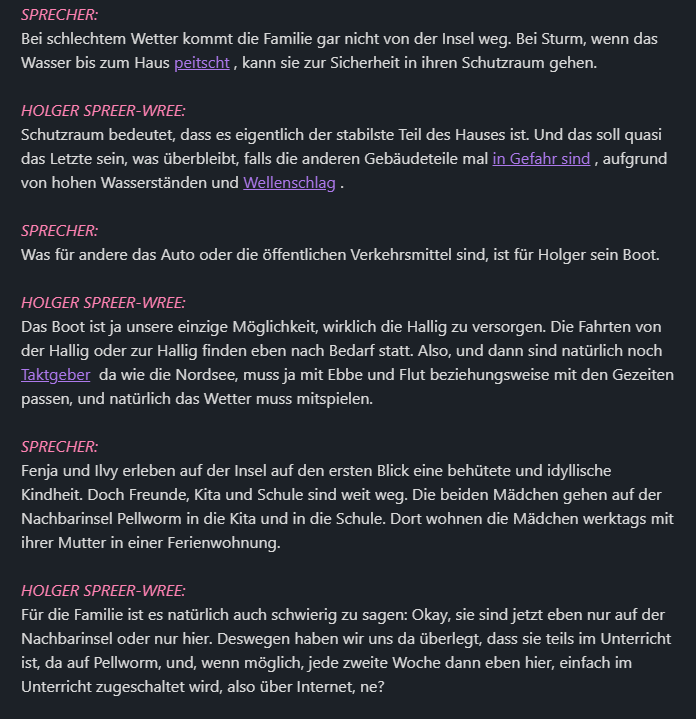 SPRECHER:
Bei schlechtem Wetter kommt die Familie gar nicht von der Insel weg. Bei Sturm, wenn das
Wasser bis zum Haus peitscht , kann sie zur Sicherheit in ihren Schutzraum gehen.
HOLGER SPREER-WREE:
Schutzraum bedeutet, dass es eigentlich der stabilste Teil des Hauses ist. Und das soll quasi
das Letzte sein, was überbleibt, falls die anderen Gebäudeteile mal in Gefahr sind , aufgrund
von hohen Wasserständen und Wellenschlag .
SPRECHER:
Was für andere das Auto oder die öffentlichen Verkehrsmittel sind, ist für Holger sein Boot.
HOLGER SPREER-WREE:
Das Boot ist ja unsere einzige Möglichkeit, wirklich die Hallig zu versorgen. Die Fahrten von
der Hallig oder zur Hallig finden eben nach Bedarf statt. Also, und dann sind natürlich noch
Taktgeber da wie die Nordsee, muss ja mit Ebbe und Flut beziehungsweise mit den Gezeiten
passen, und natürlich das Wetter muss mitspielen.
SPRECHER:
Fenja und Ilvy erleben auf der Insel auf den ersten Blick eine behütete und idyllische
Kindheit. Doch Freunde, Kita und Schule sind weit weg. Die beiden Mädchen gehen auf der
Nachbarinsel Pellworm in die Kita und in die Schule. Dort wohnen die Mädchen werktags mit
ihrer Mutter in einer Ferienwohnung.
HOLGER SPREER-WREE:
Für die Familie ist es natürlich auch schwierig zu sagen: Okay, sie sind jetzt eben nur auf der
Nachbarinsel oder nur hier. Deswegen haben wir uns da überlegt, dass sie teils im Unterricht
ist, da auf Pellworm, und, wenn möglich, jede zweite Woche dann eben hier, einfach im
Unterricht zugeschaltet wird, also über Internet, ne?